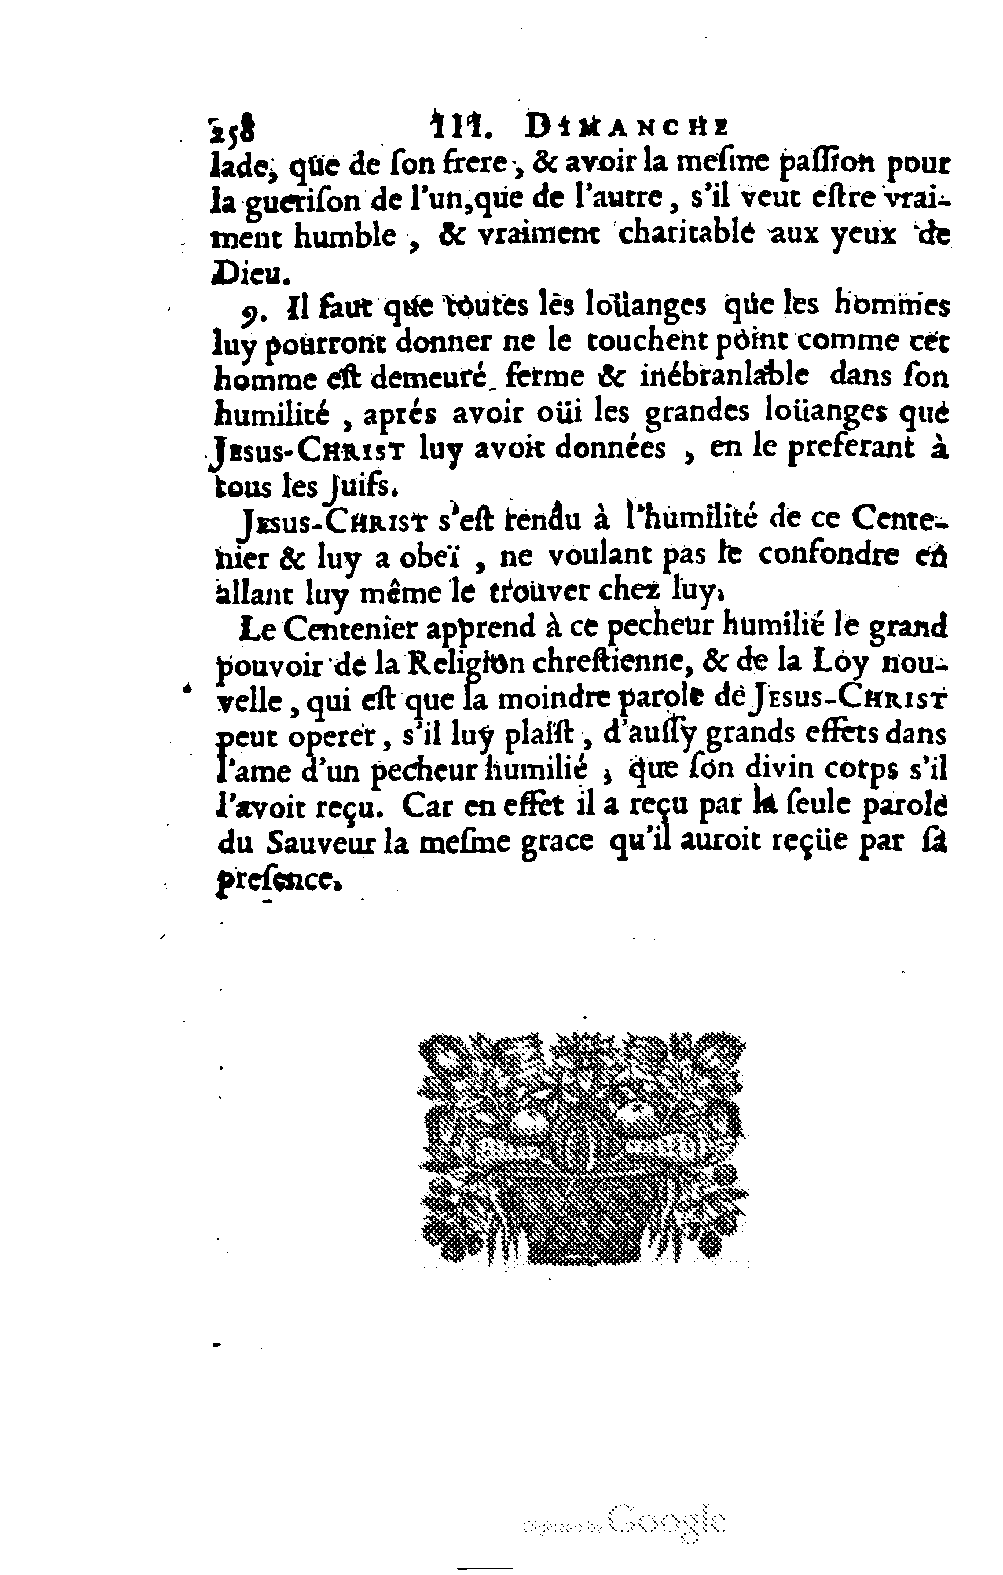 258 III. DIMANCHE
lade, que de ſon frere, & avoir la meſme paſſion pour
la gueriſon de l'un, que de l'autre, s'il veut eſtre vrai-
ment humble, & vraiment charitable aux yeux de
Dieu.
9. Il faut que toutes les loüanges que les hommes
luy pourront donner ne le touchent point comme cet
homme eſt demeuré ferme & inébranlable dans ſon
humilité, aprés avoir oüi les grandes loüanges que
JESUS-CHRIST luy avoit données, en le preferant à
tous les Juifs.
JESUS-CHRIST s'eſt rendu à l'humilité de ce Cente-
nier & luy a obeï, ne voulant pas le confondre en
allant luy même le trouver chez luy.
Le Centenier apprend à ce pecheur humilié le grand
pouvoir de la Religion chreſtienne, & de la Loy nou-
velle, qui eſt que la moindre parole de JESUS-CHRIST
peut operer, s'il luy plaiſt, d'auſſy grands effets dans
l'ame d'un pecheur humilié, que ſon divin corps s'il
l'avoit reçu. Car en effet il a reçu par la ſeule parole
du Sauveur la meſme grace qu'il auroit reçüe par ſa
preſence.
Digitized by Google